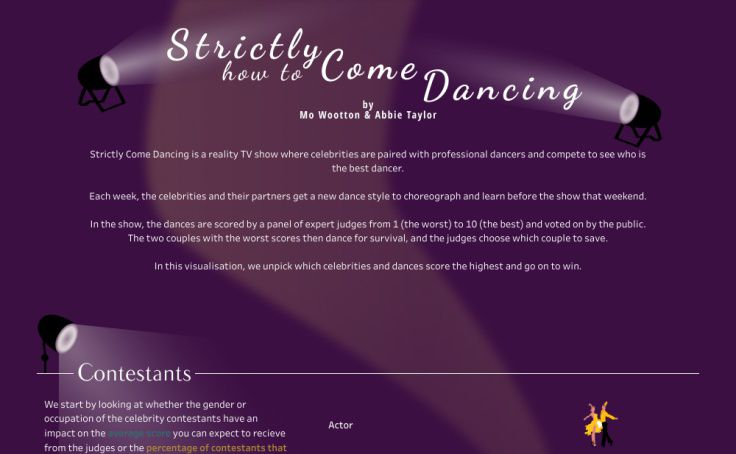 Strictly
how to Come
Dancing
by
Mo Wootton & Abbie Taylor
Strictly Come Dancing is a reality TV show where celebrities are paired with professional dancers and compete to see who is
the best dancer.
Each week, the celebrities and their partners get a new dance style to choreograph and learn before the show that weekend.
In the show, the dances are scored by a panel of expert judges from 1 (the worst) to 10 (the best) and voted on by the public.
The two couples with the worst scores then dance for survival, and the judges choose which couple to save.
In this visualisation, we unpick which celebrities and dances score the highest and go on to win.
Contestants
We start by looking at whether the gender or
occupation of the celebrity contestants have an
impact on the average score you can expect to recieve
from the judges or the percentage of contestants that
Actor